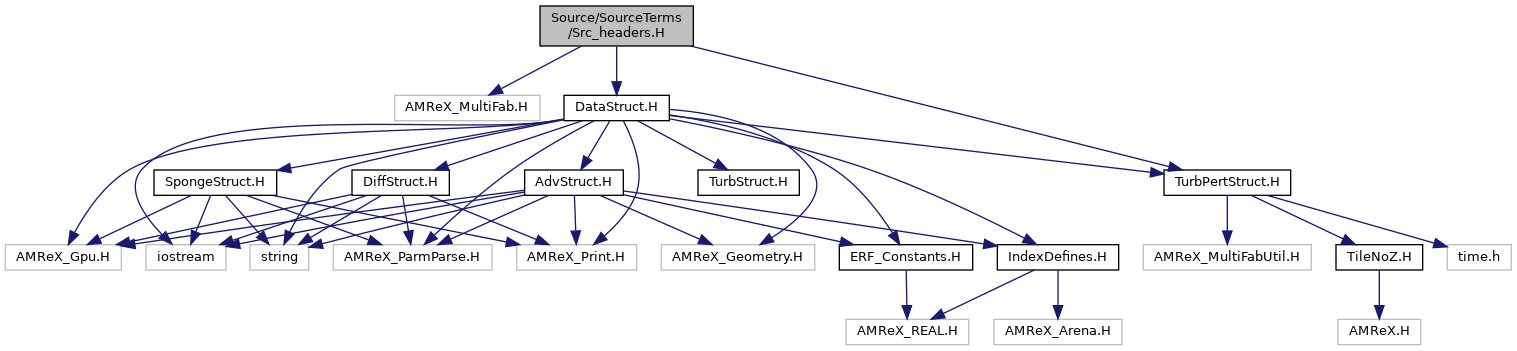 Source/SourceTerms
/Src_headers.H
AMReX_MultiFab.H
DataStruct.H
SpongeStruct.H
DiffStruct.H
AdvStruct.H
TurbStruct.H
TurbPertStruct.H
AMReX_Gpu.H
iostream
string
AMReX_ParmParse.H
AMReX_Print.H
AMReX_Geometry.H
ERF_Constants.H
IndexDefines.H
AMReX_MultiFabUtil.H
TileNoZ.H
time.h
AMReX_REAL.H
AMReX_Arena.H
AMReX.H